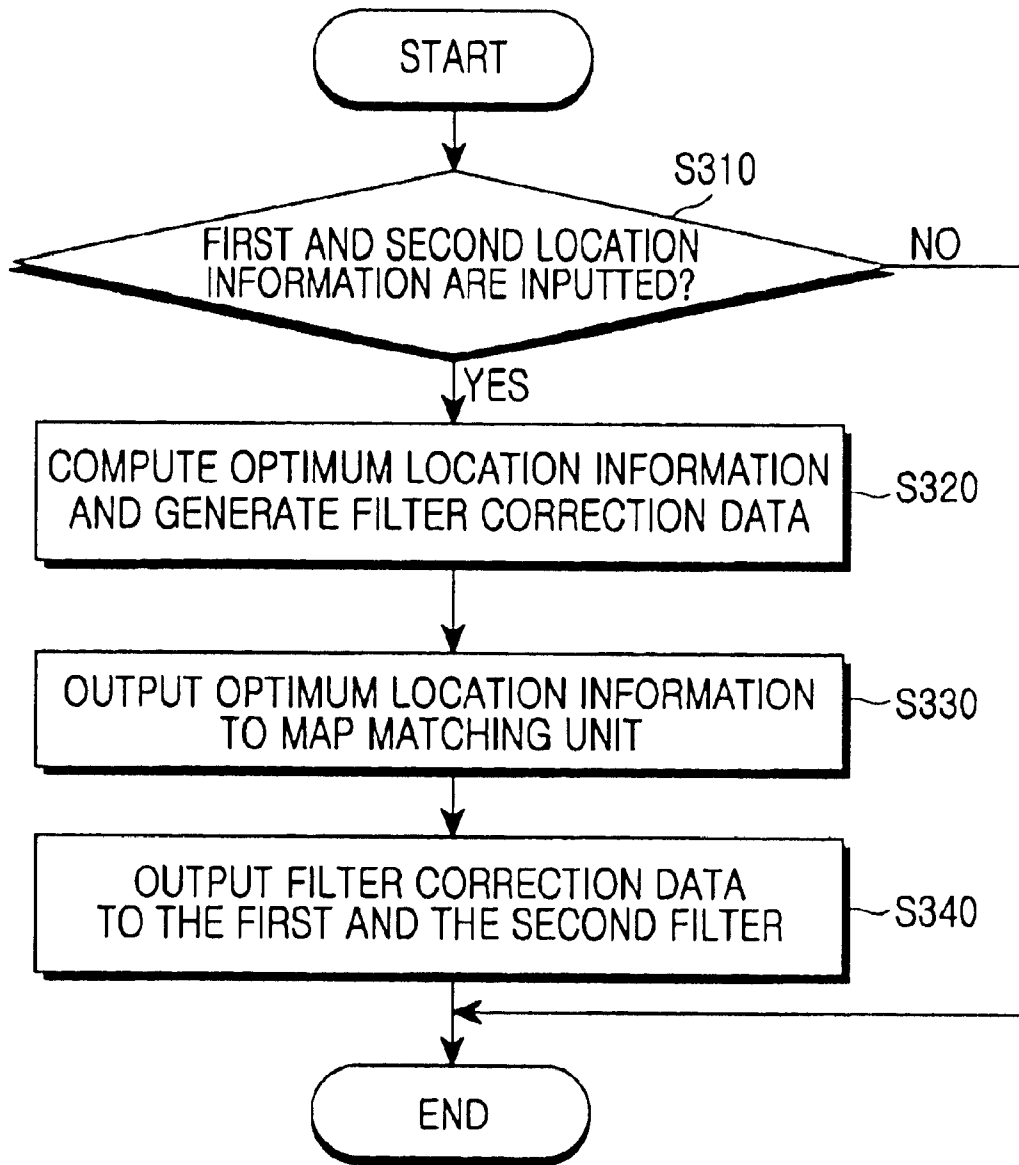 START
S310
FIRST AND SECOND LOCATION
INFORMATION ARE INPUTTED?
NO
YES
COMPUTE OPTIMUM LOCATION INFORMATION
AND GENERATE FILTER CORRECTION DATA
S320
OUTPUT OPTIMUM LOCATION INFORMATION
TO MAP MATCHING UNIT
S330
OUTPUT FILTER CORRECTION DATA
TO THE FIRST AND THE SECOND FILTER
S340
END